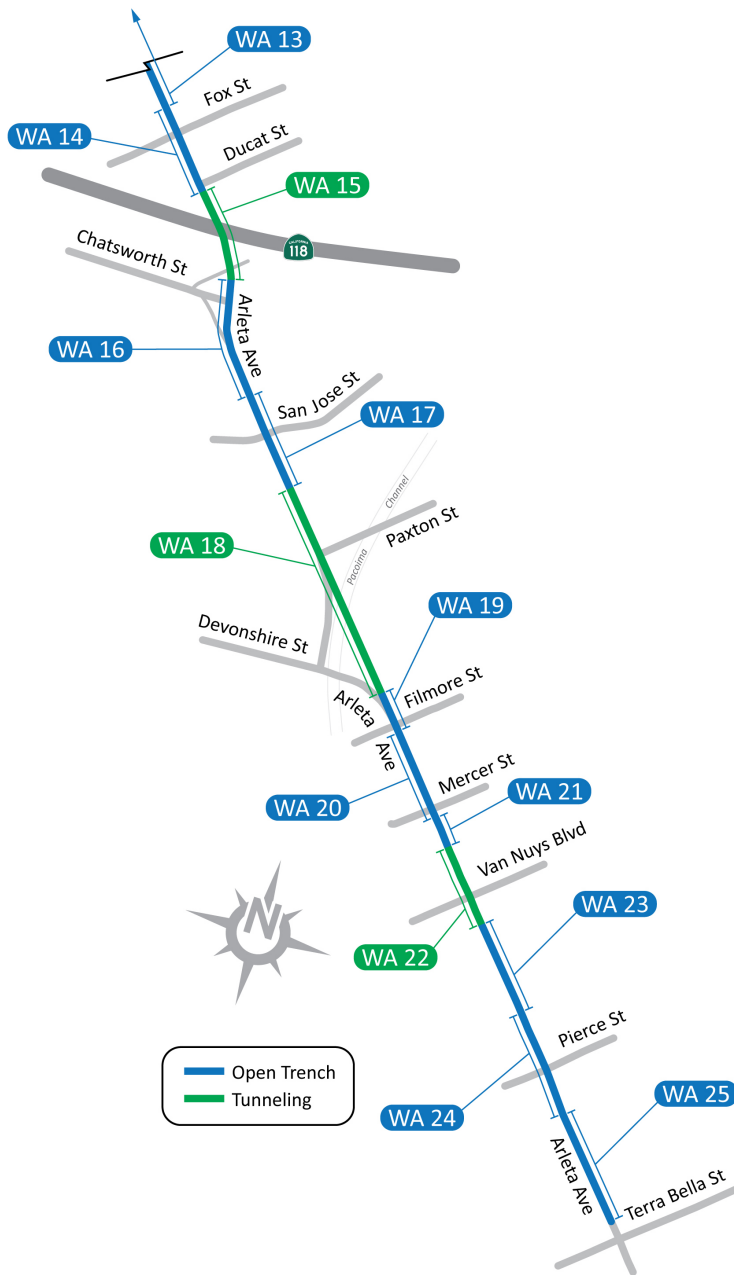 WA 13
Fox St
WA 14
Ducat St
WA 15
CALIFORNIA
118
Chatsworth St
Arleta Ave
WA 16
San Jose St
WA 17
Channel
Paxton St
WA 18
Pacoima
WA 19
Devonshire St
Filmore St
Arleta
Ave
Mercer St
WA 20
WA 21
Van Nuys Blvd
WA 23
N
WA 22
Pierce St
Open Trench
Tunneling
WA 24
WA 25
Arleta Ave
Terra Bella St